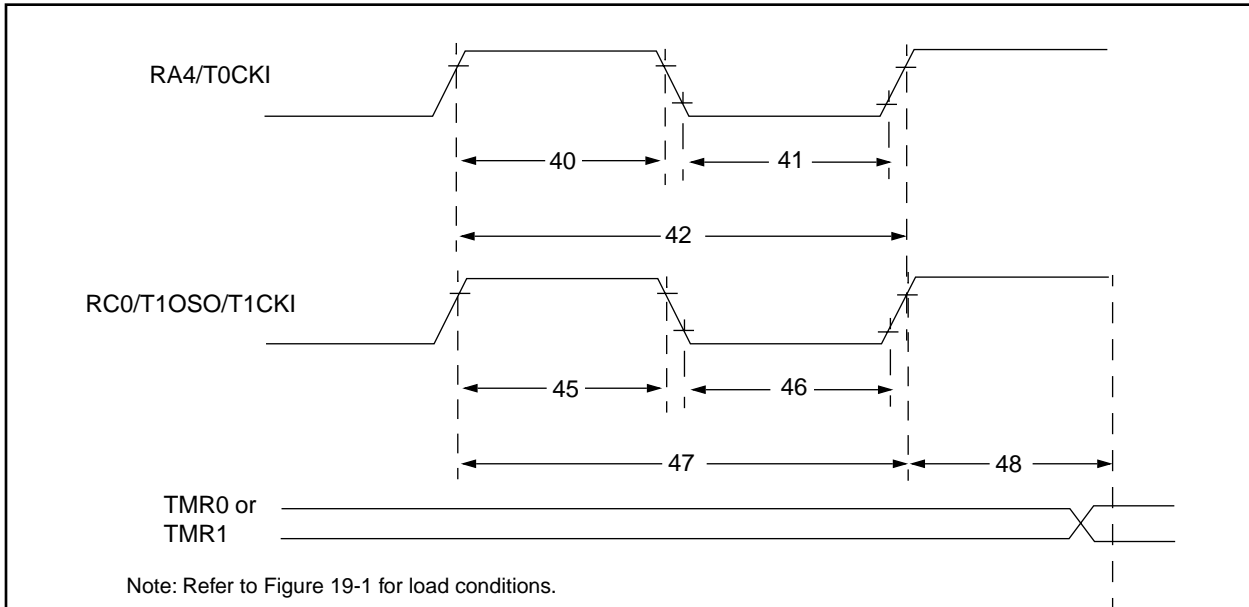 RA4/T0CKI
40
41
42
RC0/T1OSO/T1CKI
45
46
47
48
TMR0 or
TMR1
Note: Refer to Figure 19-1 for load conditions.